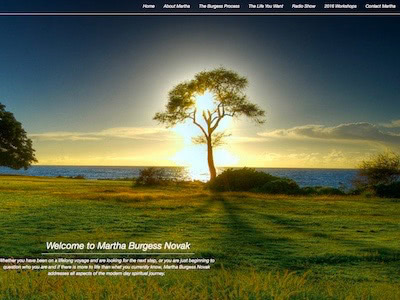 Home About Martha The Burgess Process The Life You Want Radio Show 2016 Workshops Contact Martha
Welcome to Martha Burgess Novak
Whether you have been on a lifelong voyage and are looking for the next step, or you are just beginning to
question who you are and if there is more to life than what you currently know, Martha Burgess Novak
addresses all aspects of the modern day spiritual journey.